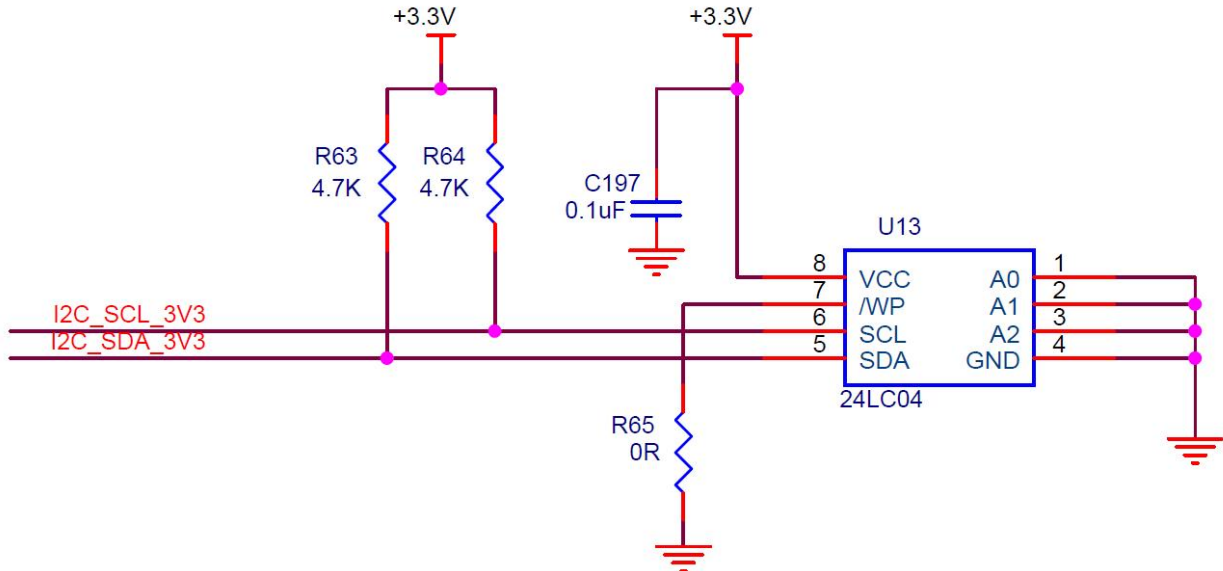 +3.3V
+3.3V
R63
4.7K
R64
4.7K
C197
0.1uF
U13
8
VCC
A0
1
7
/WP
A1
2
6
SCL
A2
3
5
SDA
GND
4
24LC04
I2C_SCL_3V3
I2C_SDA_3V3
R65
0R